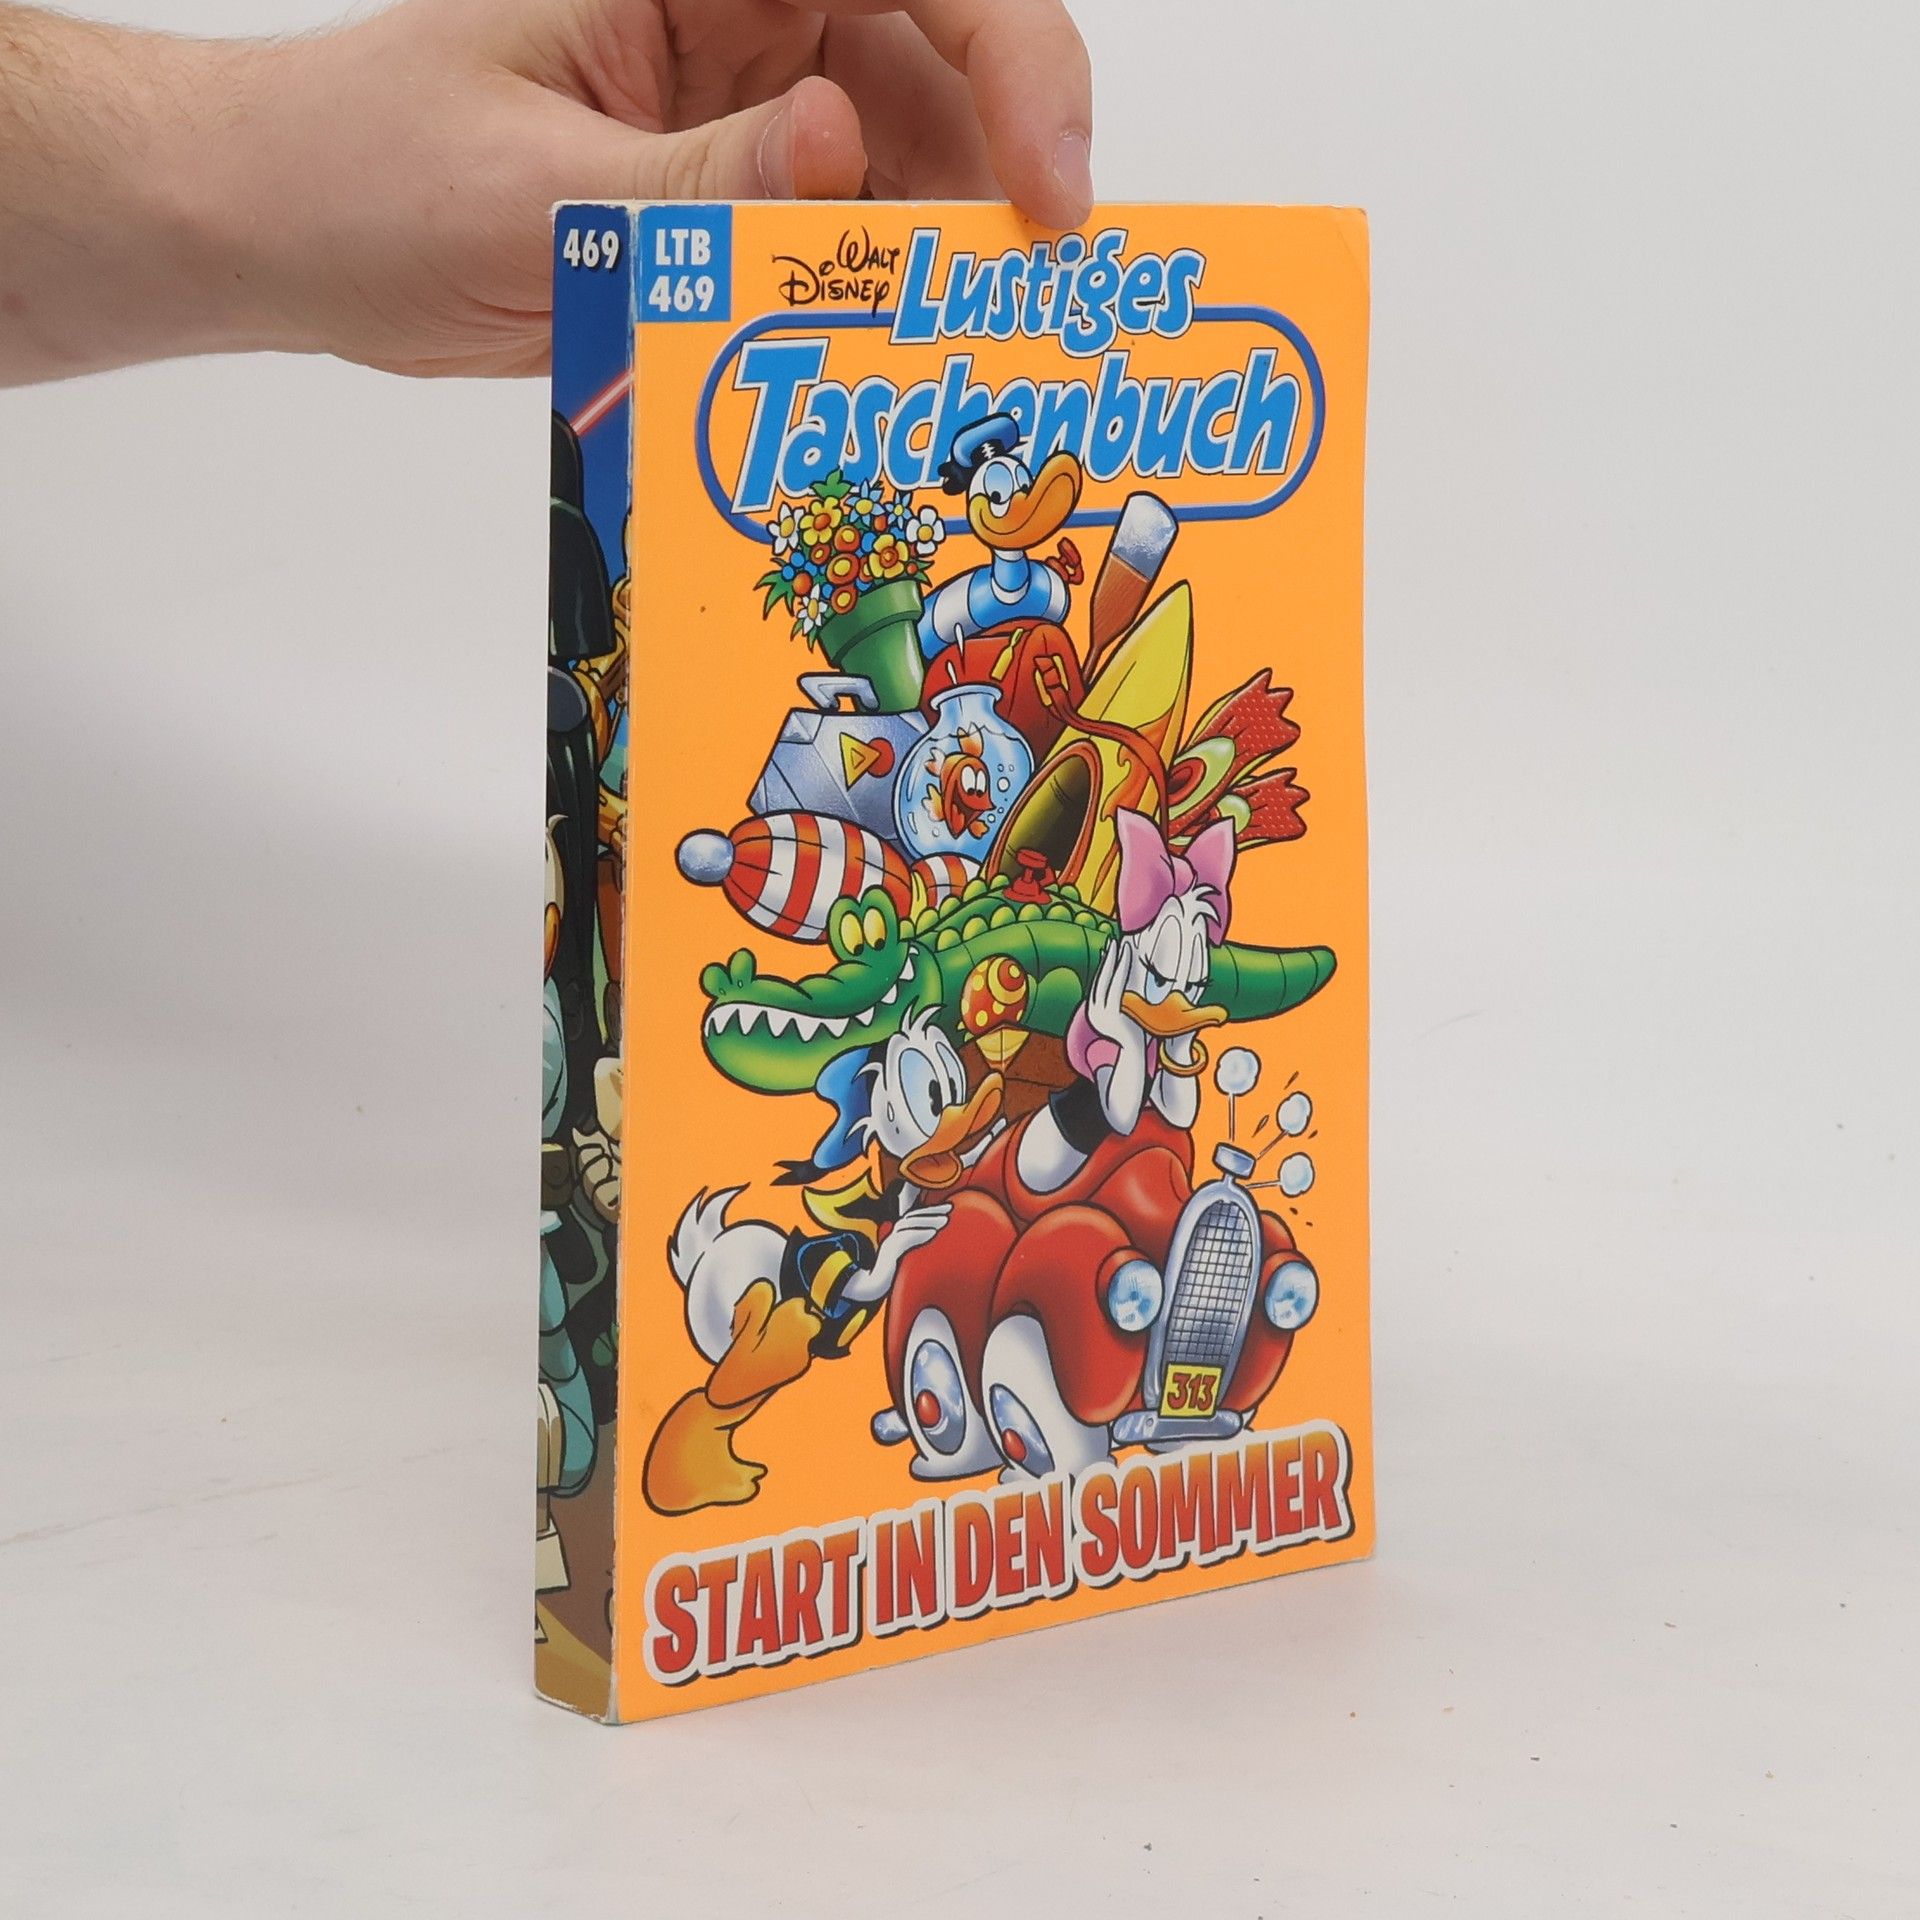 469
LTB
469
WALT
DISNEY
Lustiges
Taschenbuch
313
START IN DEN SOMMER